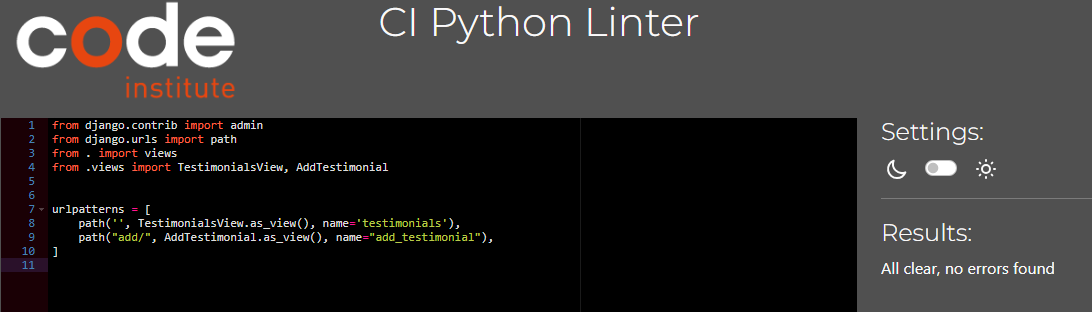 code
institute
CI Python Linter
1 from django.contrib import admin
2 from django.urls import path
3 from . import views
4 from .views import TestimonialsView, AddTestimonial
5
6
7 urlpatterns = [
8     path('', TestimonialsView.as_view(), name='testimonials'),
9     path("add/", AddTestimonial.as_view(), name="add_testimonial"),
10 ]
11
Settings:
Results:
All clear, no errors found